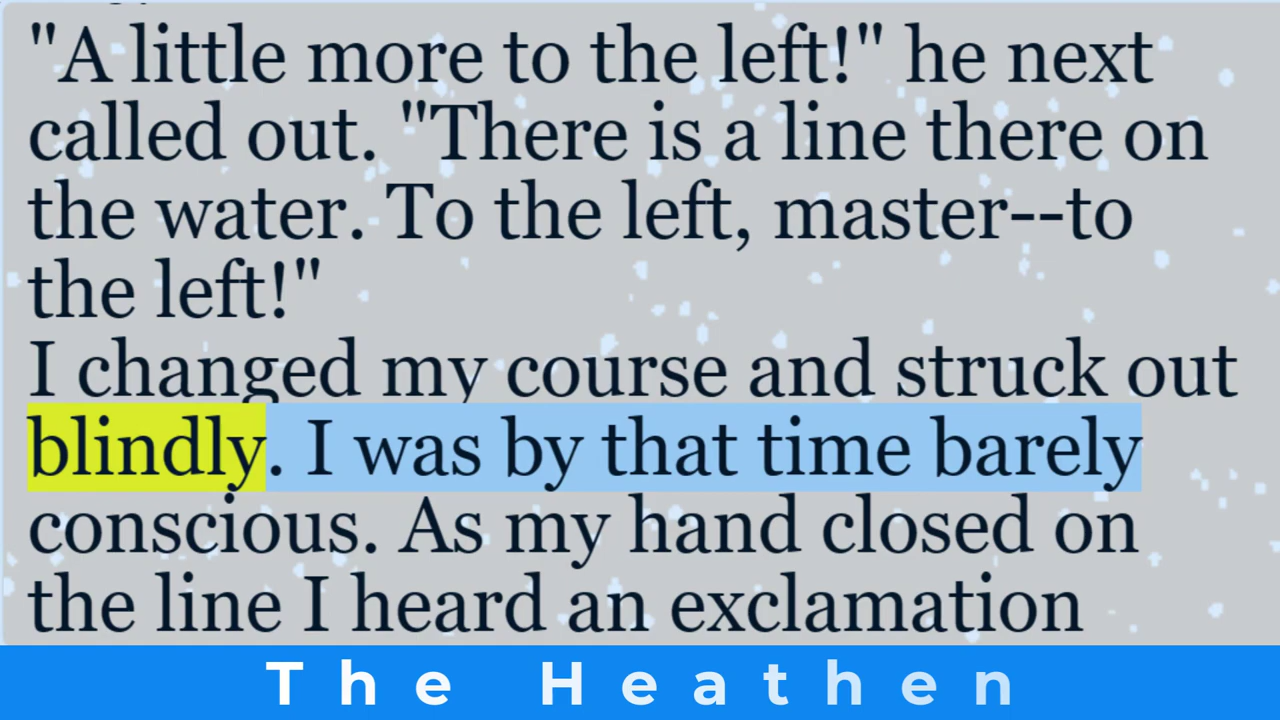 "A little more to the left!" he next
called out. "There is a line there on
the water. To the left, master--to
the left!"
I changed my course and struck out
blindly. I was by that time barely
conscious. As my hand closed on
the line I heard an exclamation
The Heathen